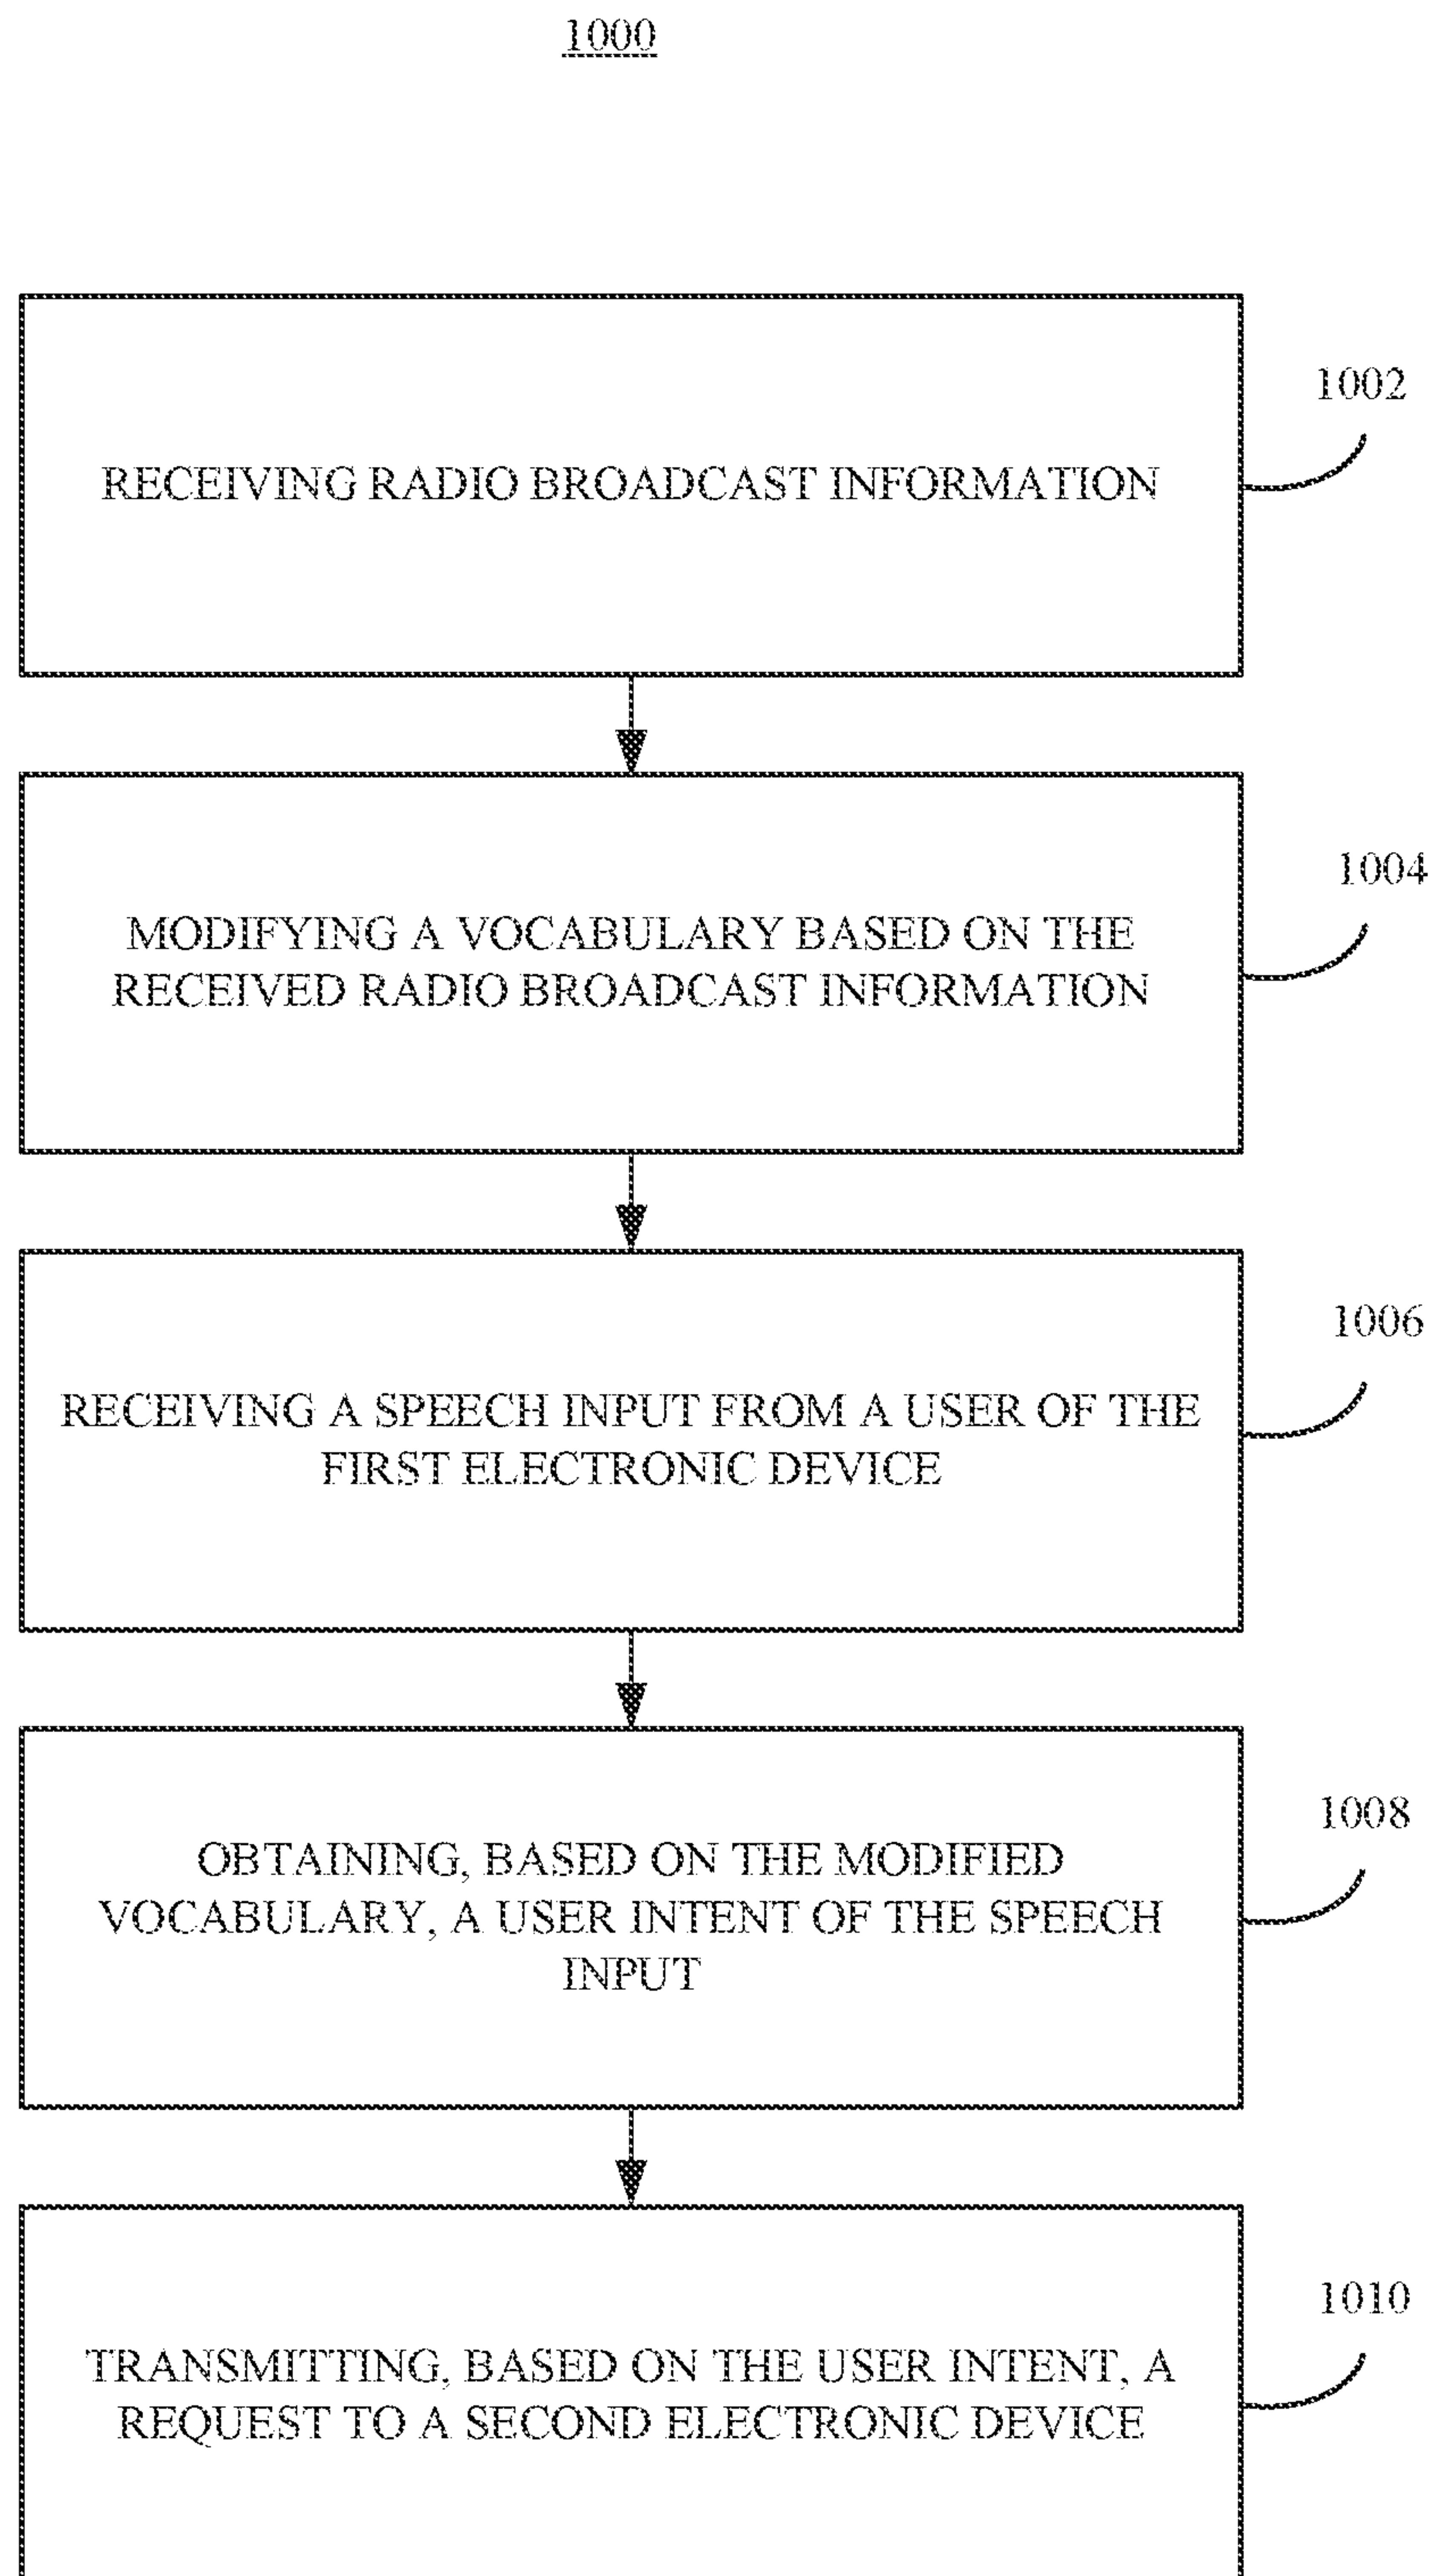 1000
1002
RECEIVING RADIO BROADCAST INFORMATION
1004
MODIFYING A VOCABULARY BASED ON THE
RECEIVED RADIO BROADCAST INFORMATION
1006
RECEIVING A SPEECH INPUT FROM A USER OF THE
FIRST ELECTRONIC DEVICE
1008
OBTAINING, BASED ON THE MODIFIED
VOCABULARY, A USER INTENT OF THE SPEECH
INPUT
1010
TRANSMITTING, BASED ON THE USER INTENT, A
REQUEST TO A SECOND ELECTRONIC DEVICE